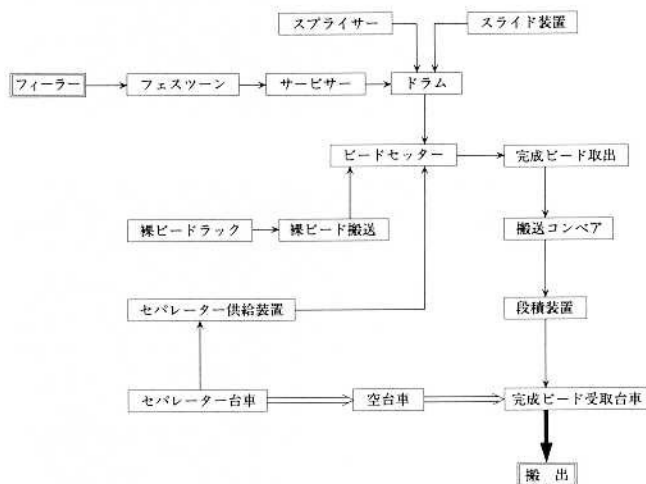 スプライサー
スライド装置
フィーラー
フェスツーン
サービサー
ドラム
ビードセッター
完成ビード取出
裸ビードラック
裸ビード搬送
搬送コンベア
セパレーター供給装置
段積装置
セパレーター台車
空台車
完成ビード受取台車
搬 出